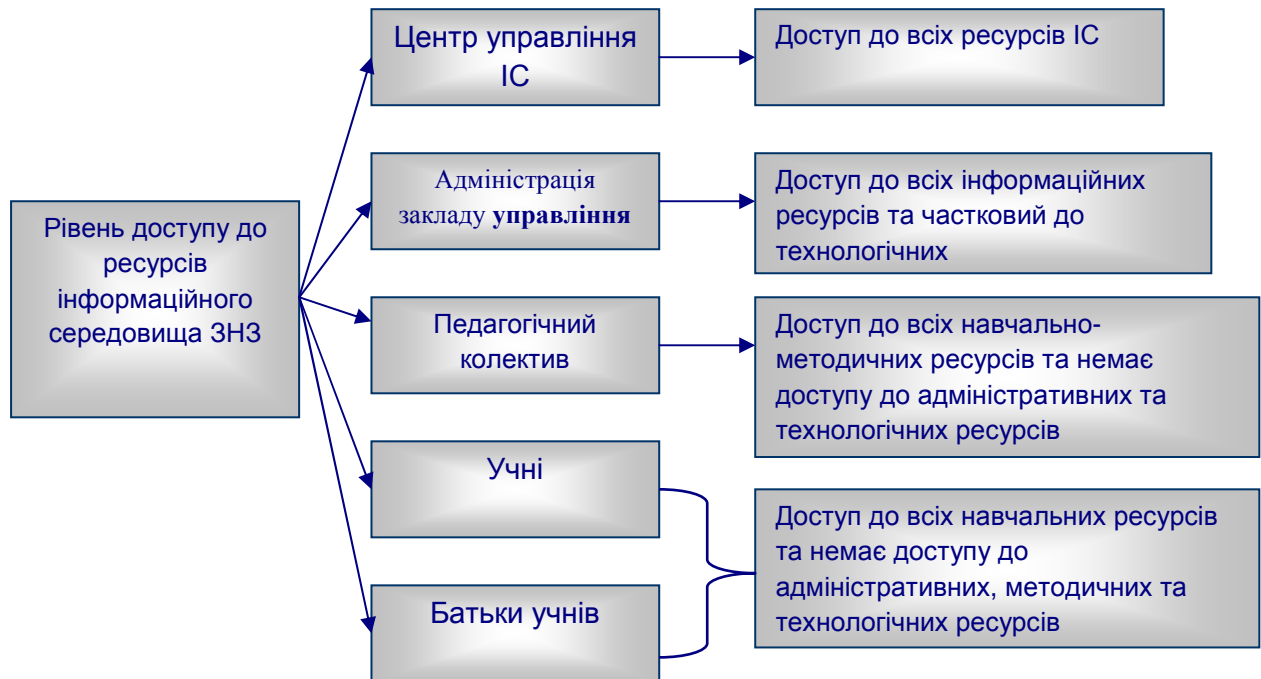 Рівень доступу до
ресурсів
інформаційного
середовища ЗНЗ
Центр управління
ІС
Доступ до всіх ресурсів ІС
Адміністрація
закладу управління
Доступ до всіх інформаційних
ресурсів та частковий до
технологічних
Педагогічний
колектив
Доступ до всіх навчально-
методичних ресурсів та немає
доступу до адміністративних та
технологічних ресурсів
Учні
Батьки учнів
Доступ до всіх навчальних ресурсів
та немає доступу до
адміністративних, методичних та
технологічних ресурсів